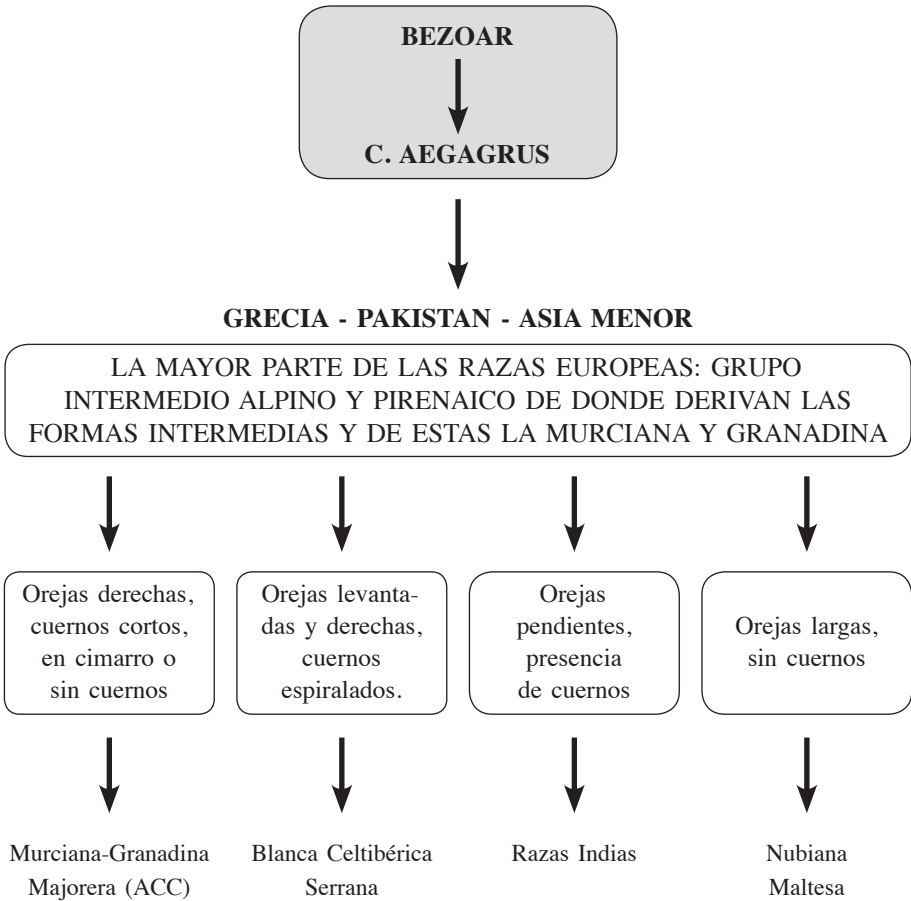 BEZOAR
C. AEGAGRUS
GRECIA - PAKISTAN - ASIA MENOR
LA MAYOR PARTE DE LAS RAZAS EUROPEAS: GRUPO
INTERMEDIO ALPINO Y PIRENAICO DE DONDE DERIVAN LAS
FORMAS INTERMEDIAS Y DE ESTAS LA MURCIANA Y GRANADINA
Orejas derechas,
cuernos cortos,
en cimarro o
sin cuernos
Orejas levanta-
das y derechas,
cuernos
espiralados.
Orejas
pendientes,
presencia
de cuernos
Orejas largas,
sin cuernos
Murciana-Granadina
Majorera (ACC)
Blanca Celtibérica
Serrana
Razas Indias
Nubiana
Maltesa